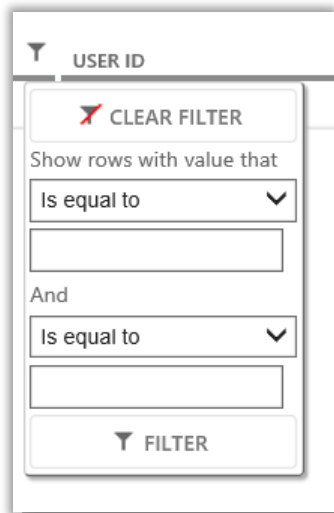 USER ID
CLEAR FILTER
Show rows with value that
Is equal to
And
Is equal to
FILTER